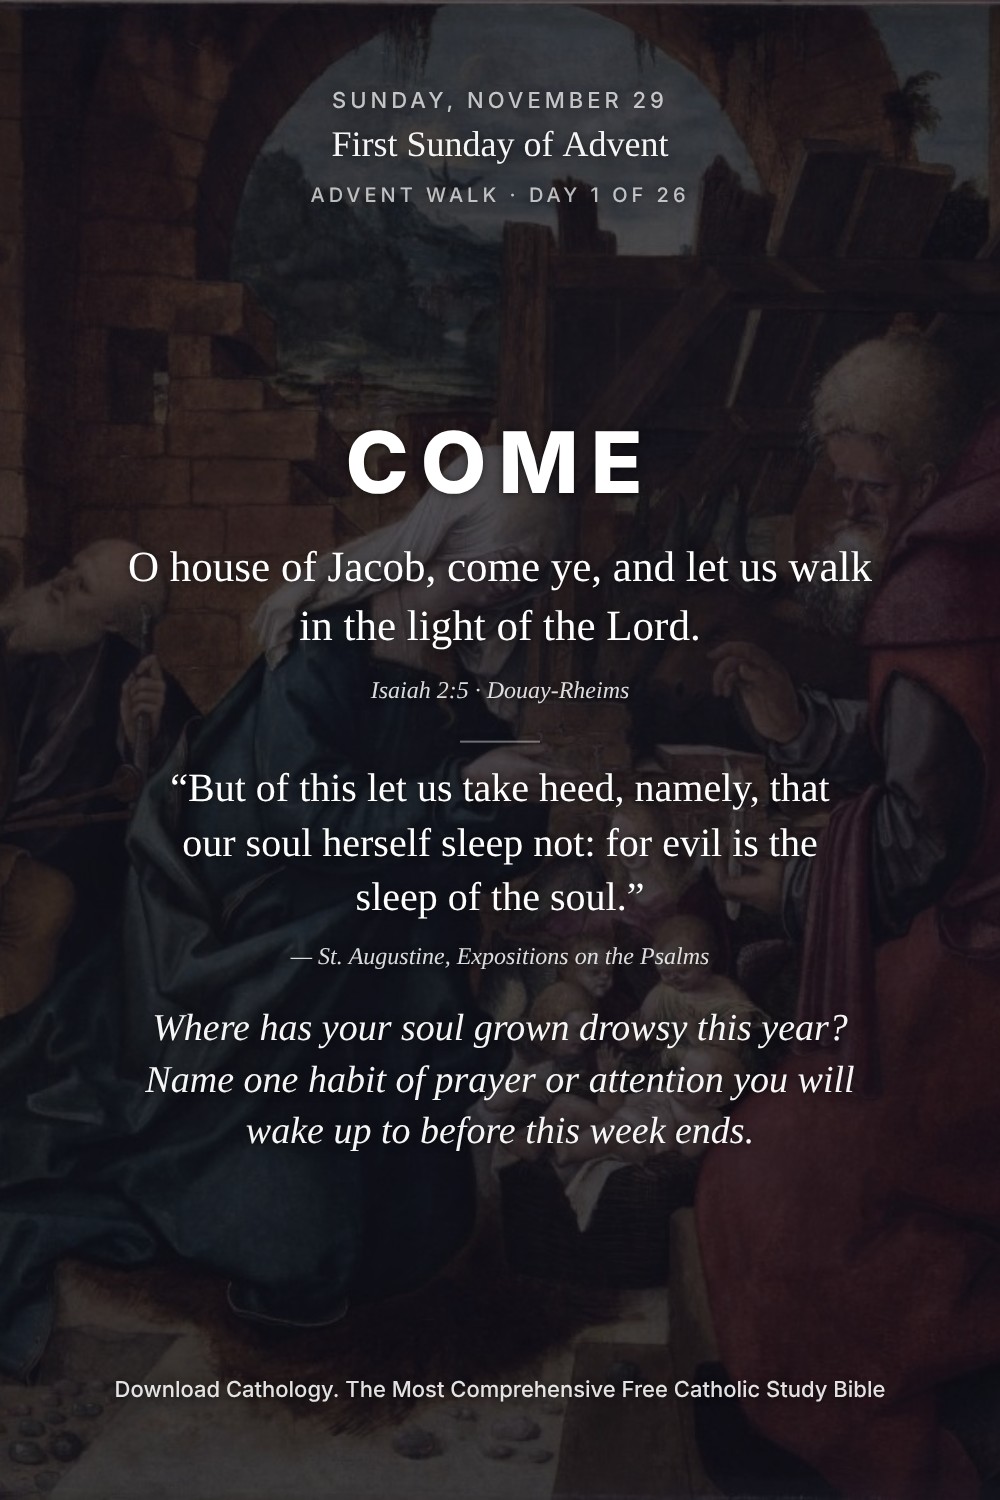 SUNDAY, NOVEMBER 29
First Sunday of Advent
ADVENT WALK · DAY 1 OF 26
COME
O house of Jacob, come ye, and let us walk
in the light of the Lord.
Isaiah 2:5 · Douay-Rheims
“But of this let us take heed, namely, that
our soul herself sleep not: for evil is the
sleep of the soul.”
— St. Augustine, Expositions on the Psalms
Where has your soul grown drowsy this year?
Name one habit of prayer or attention you will
wake up to before this week ends.
Download Cathology. The Most Comprehensive Free Catholic Study Bible